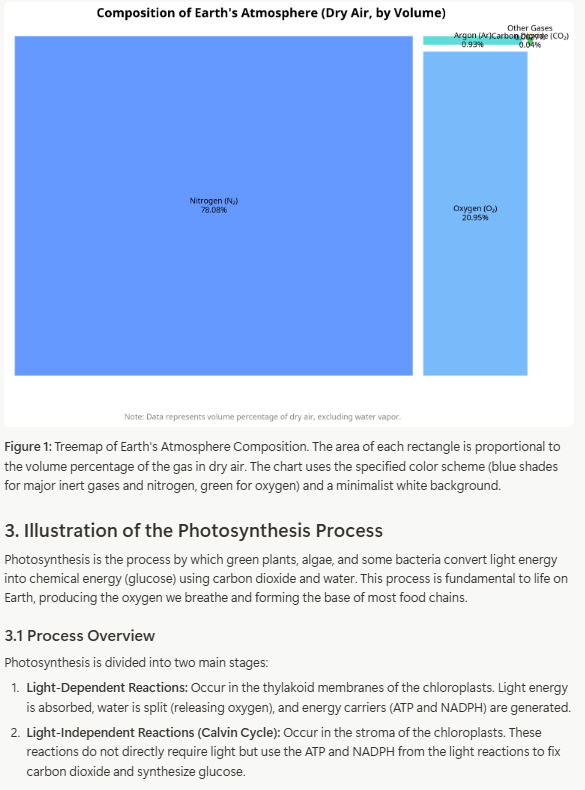 Composition of Earth's Atmosphere (Dry Air, by Volume)
Other Gases
Argon (Ar)
Carbon Dioxide (CO₂)
0.93%
0.04%
Nitrogen (N₂)
78.08%
Oxygen (O₂)
20.95%
Note: Data represents volume percentage of dry air, excluding water vapor.
Figure 1: Treemap of Earth's Atmosphere Composition. The area of each rectangle is proportional to
the volume percentage of the gas in dry air. The chart uses the specified color scheme (blue shades
for major inert gases and nitrogen, green for oxygen) and a minimalist white background.
3. Illustration of the Photosynthesis Process
Photosynthesis is the process by which green plants, algae, and some bacteria convert light energy
into chemical energy (glucose) using carbon dioxide and water. This process is fundamental to life on
Earth, producing the oxygen we breathe and forming the base of most food chains.
3.1 Process Overview
Photosynthesis is divided into two main stages:
1. Light-Dependent Reactions: Occur in the thylakoid membranes of the chloroplasts. Light energy
is absorbed, water is split (releasing oxygen), and energy carriers (ATP and NADPH) are generated.
2. Light-Independent Reactions (Calvin Cycle): Occur in the stroma of the chloroplasts. These
reactions do not directly require light but use the ATP and NADPH from the light reactions to fix
carbon dioxide and synthesize glucose.